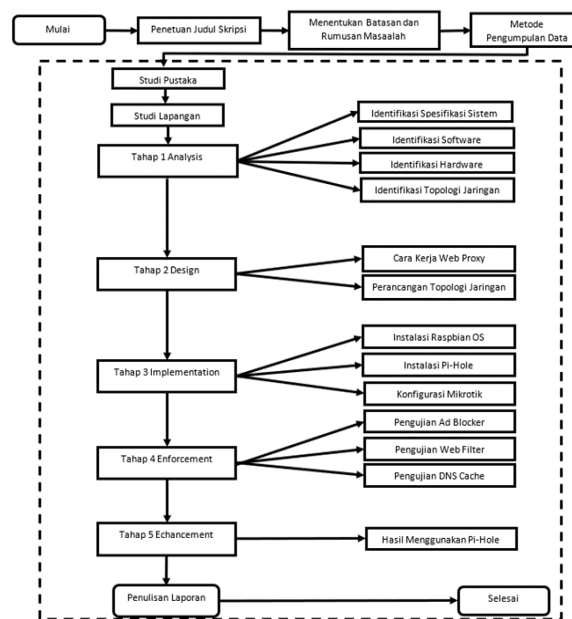 Mulai
Penetuan Judul Skripsi
Menentukan Batasan dan
Rumusan Masaalah
Metode
Pengumpulan Data
Studi Pustaka
Studi Lapangan
Tahap 1 Analysis
Identifikasi Spesifikasi Sistem
Identifikasi Software
Identifikasi Hardware
Identifikasi Topologi Jaringan
Tahap 2 Design
Cara Kerja Web Proxy
Perancangan Topologi Jaringan
Tahap 3 Implementation
Instalasi Raspbian OS
Instalasi Pi-Hole
Konfigurasi Mikrotik
Tahap 4 Enforcement
Pengujian Ad Blocker
Pengujian Web Filter
Pengujian DNS Cache
Tahap 5 Echancement
Hasil Menggunakan Pi-Hole
Penulisan Laporan
Selesai